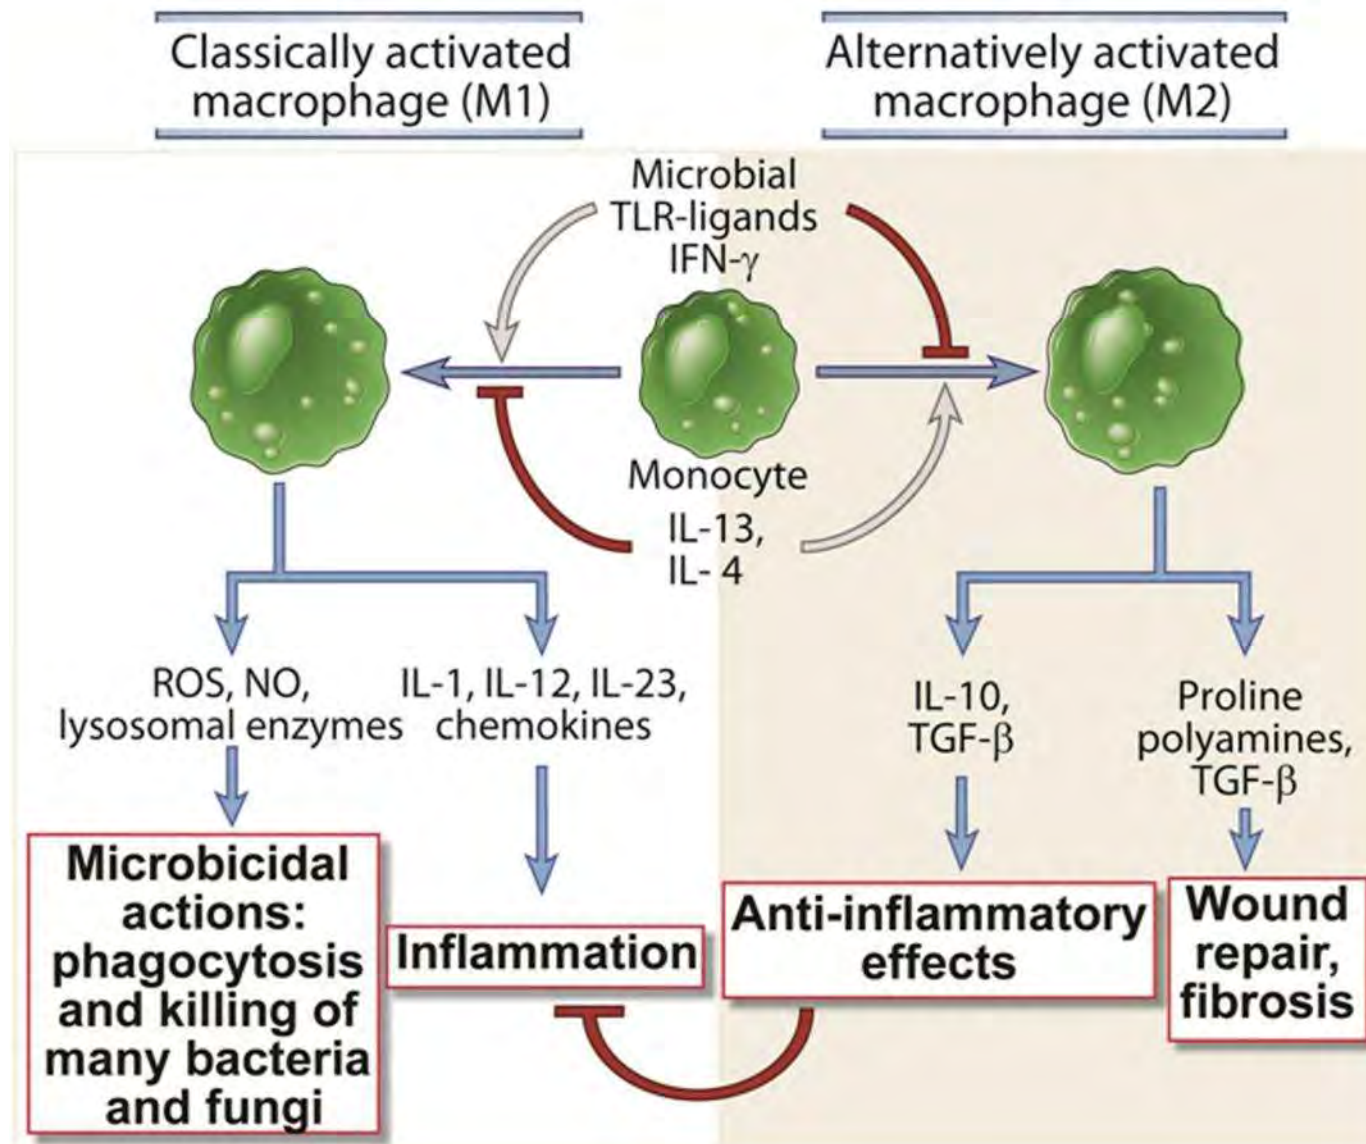 Classically activated
macrophage (M1)
Alternatively activated
macrophage (M2)
Microbial
TLR-ligands
IFN-γ
Monocyte
IL-13,
IL- 4
ROS, NO,
lysosomal enzymes
IL-1, IL-12, IL-23,
chemokines
IL-10,
TGF-β
Proline
polyamines,
TGF-β
Microbicidal
actions:
phagocytosis
and killing of
many bacteria
and fungi
Inflammation
Anti-inflammatory
effects
Wound
repair,
fibrosis